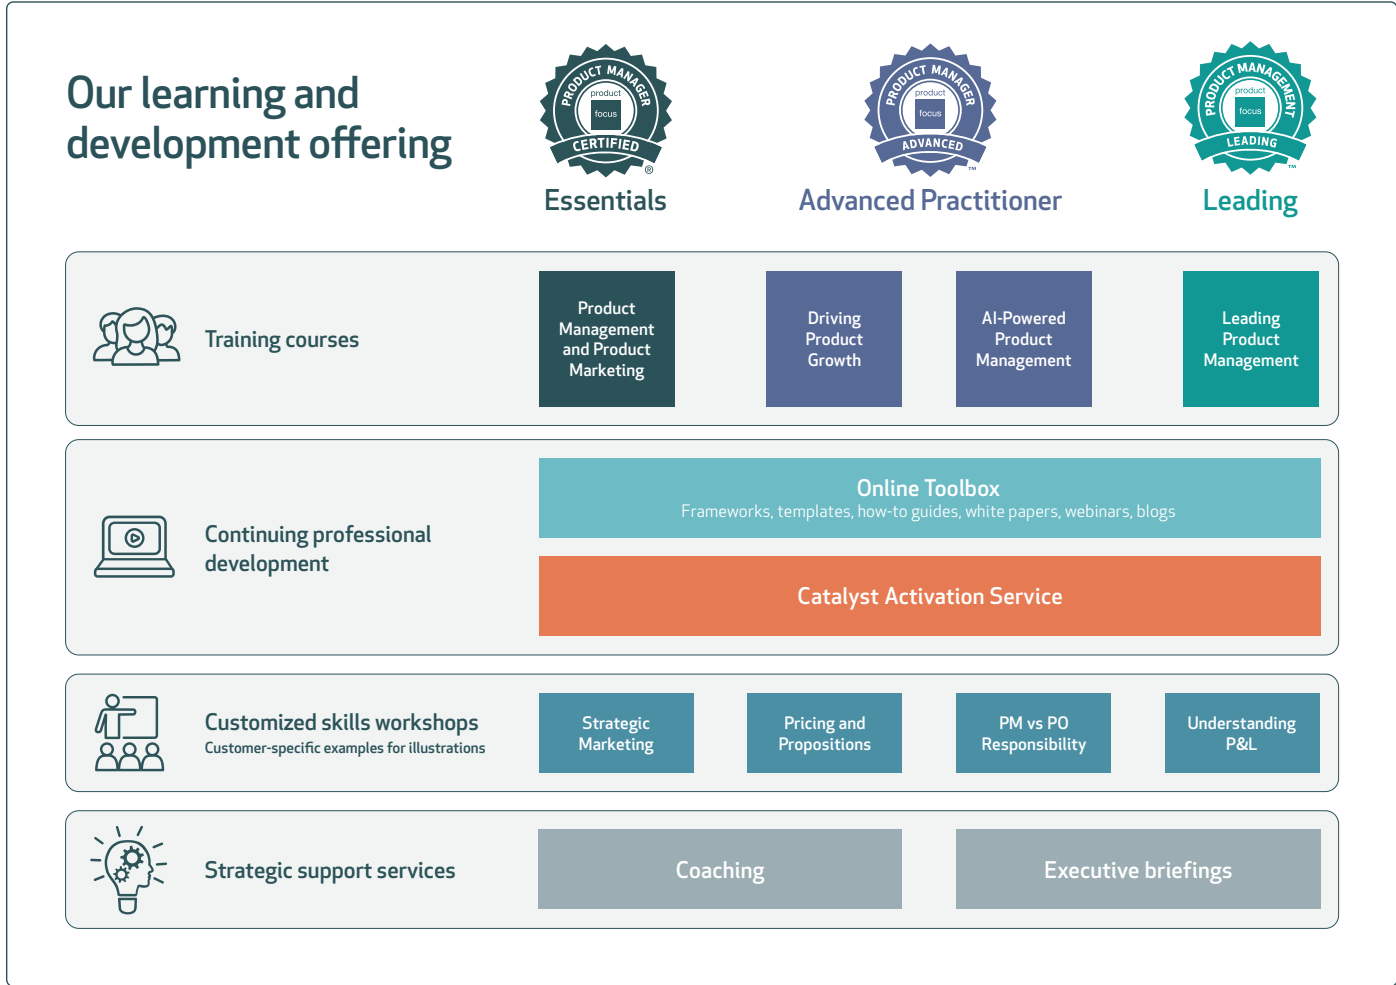 Our learning and
development offering
PRODUCT MANAGER
product
focus
CERTIFIED
®
Essentials
PRODUCT MANAGER
product
focus
ADVANCED
™
Advanced Practitioner
PRODUCT MANAGEMENT
product
focus
LEADING
™
Leading
Training courses
Product
Management
and Product
Marketing
Driving
Product
Growth
AI-Powered
Product
Management
Leading
Product
Management
Continuing professional
development
Online Toolbox
Frameworks, templates, how-to guides, white papers, webinars, blogs
Catalyst Activation Service
Customized skills workshops
Customer-specific examples for illustrations
Strategic
Marketing
Pricing and
Propositions
PM vs PO
Responsibility
Understanding
P&L
Strategic support services
Coaching
Executive briefings